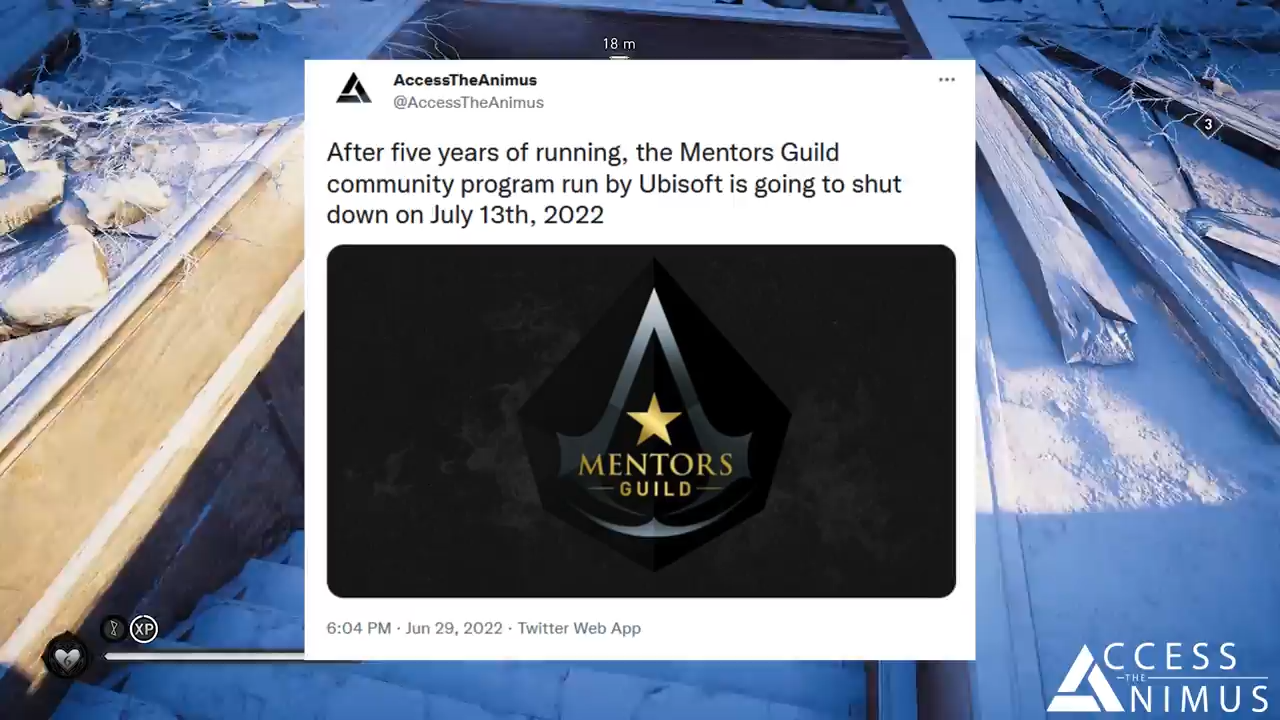 18 m
AccessTheAnimus
@AccessTheAnimus
3
After five years of running, the Mentors Guild
community program run by Ubisoft is going to shut
down on July 13th, 2022
MENTORS
GUILD
6:04 PM · Jun 29, 2022 · Twitter Web App
XP
6
ACCESS
THE
ANIMUS